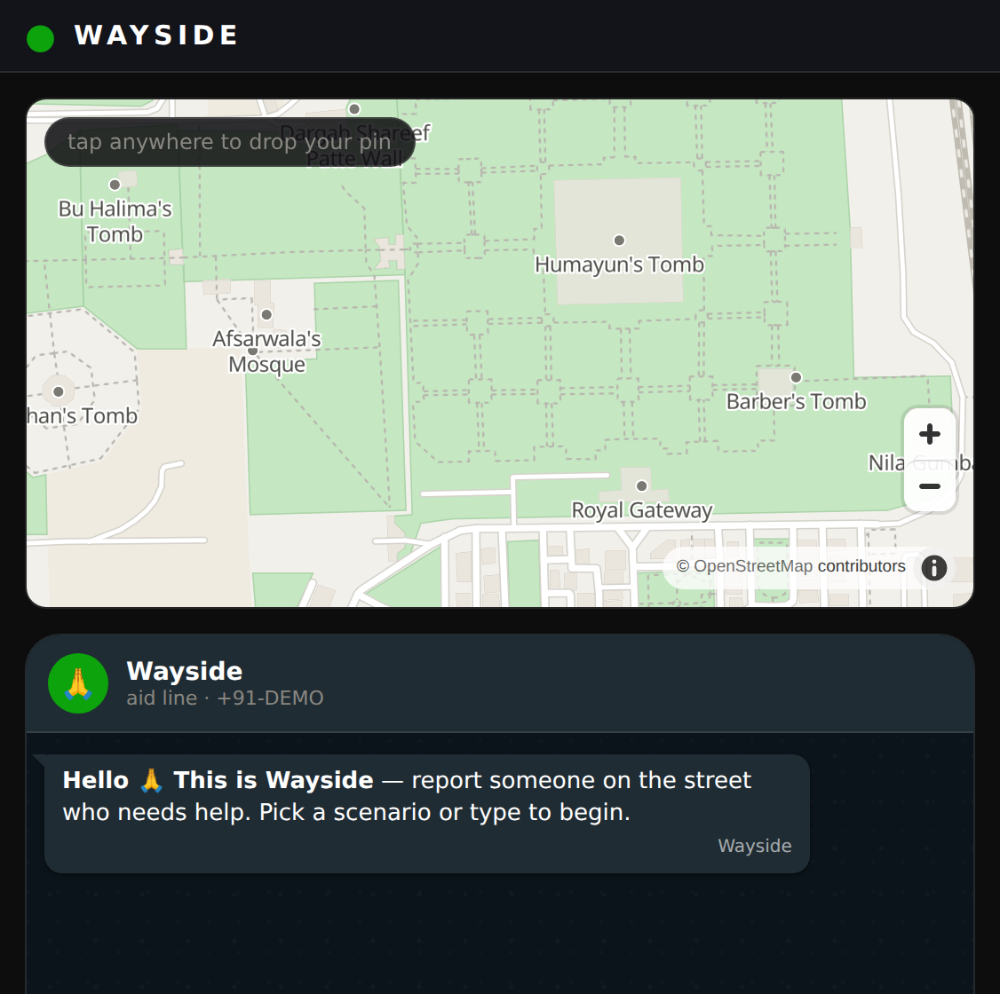 WAYSIDE
tap anywhere to drop your pin
Dargah Shareef
Patte Wall
Bu Halima's
Tomb
Humayun's Tomb
Afsarwala's
Mosque
han's Tomb
Barber's Tomb
Nila Gumba
Royal Gateway
© OpenStreetMap contributors
Wayside
aid line · +91-DEMO
Hello 🙏 This is Wayside — report someone on the street
who needs help. Pick a scenario or type to begin.
Wayside